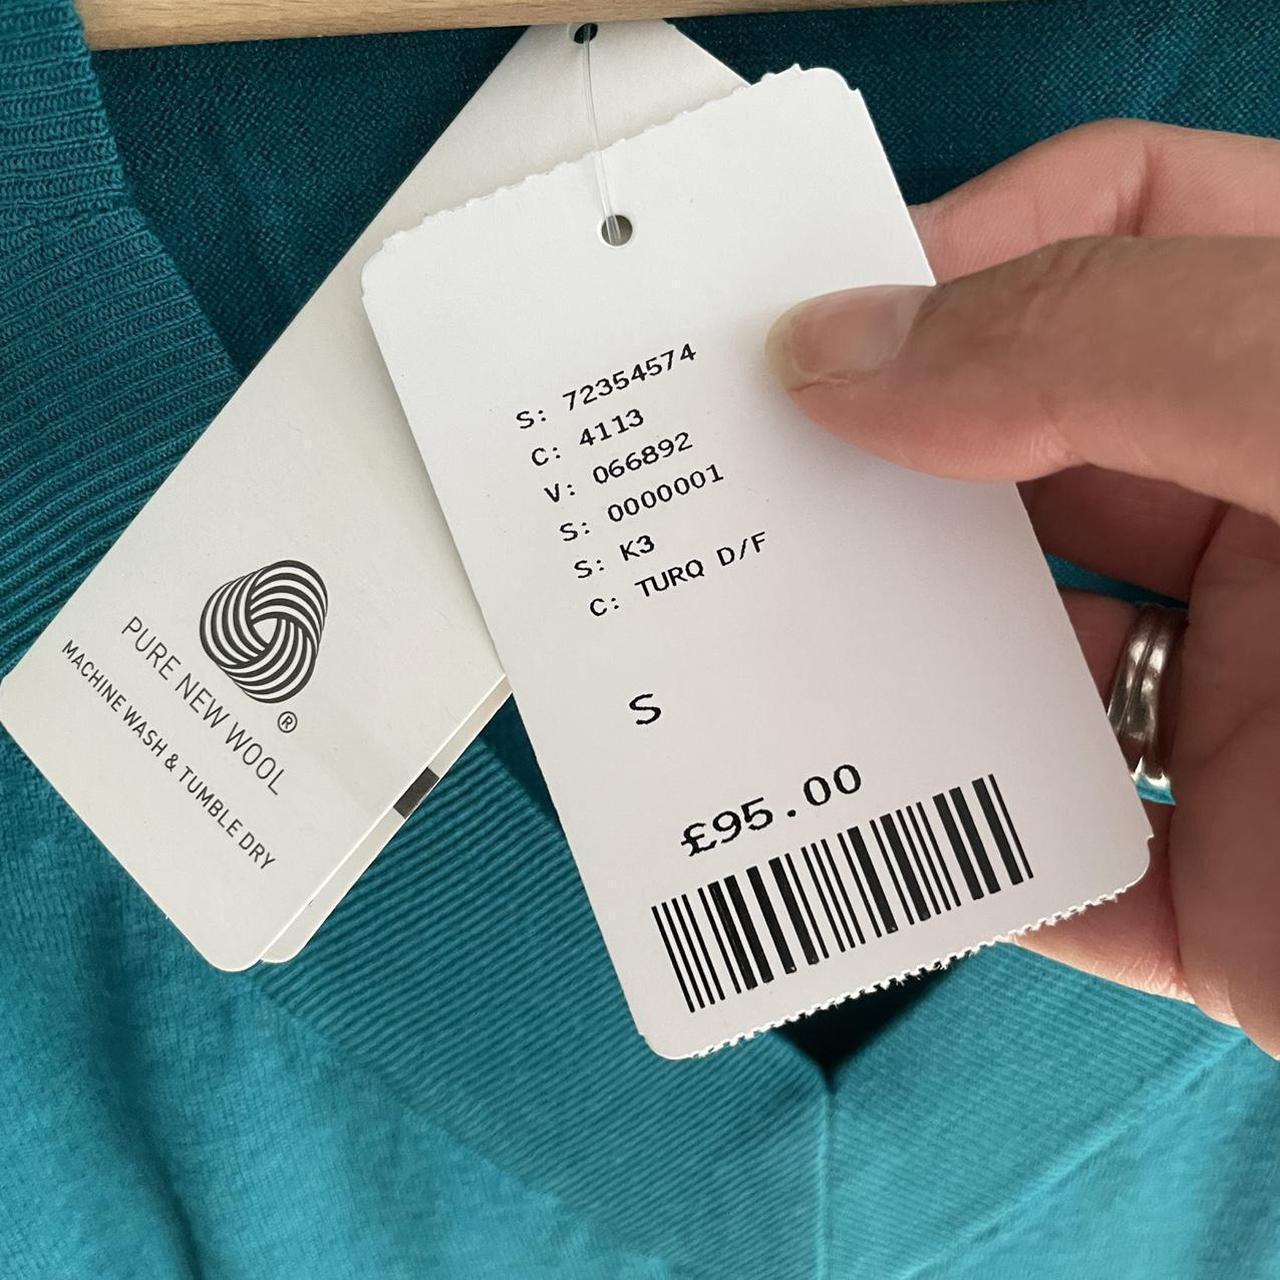 S: 72354574
C: 4113
V: 066892
S: 0000001
S: K3
C: TURQ D/F
S
£95.00
PURE NEW WOOL
®
MACHINE WASH & TUMBLE DRY